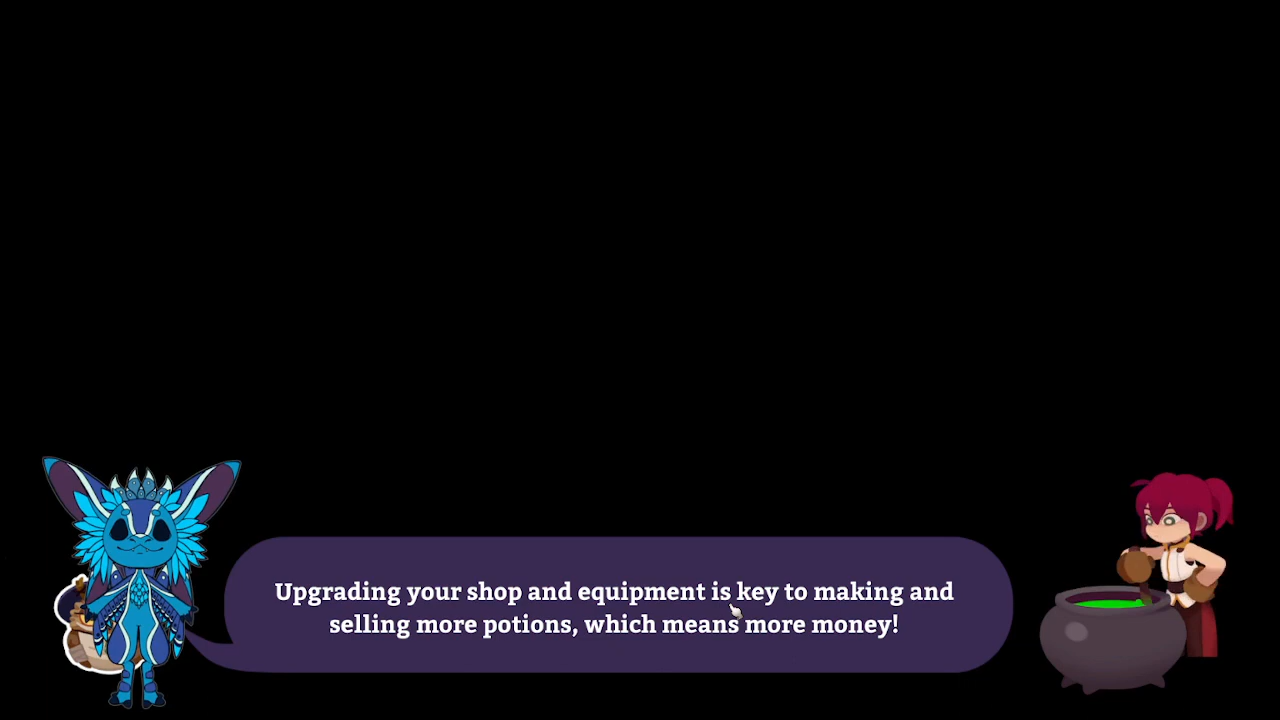 Upgrading your shop and equipment is key to making and
selling more potions, which means more money!